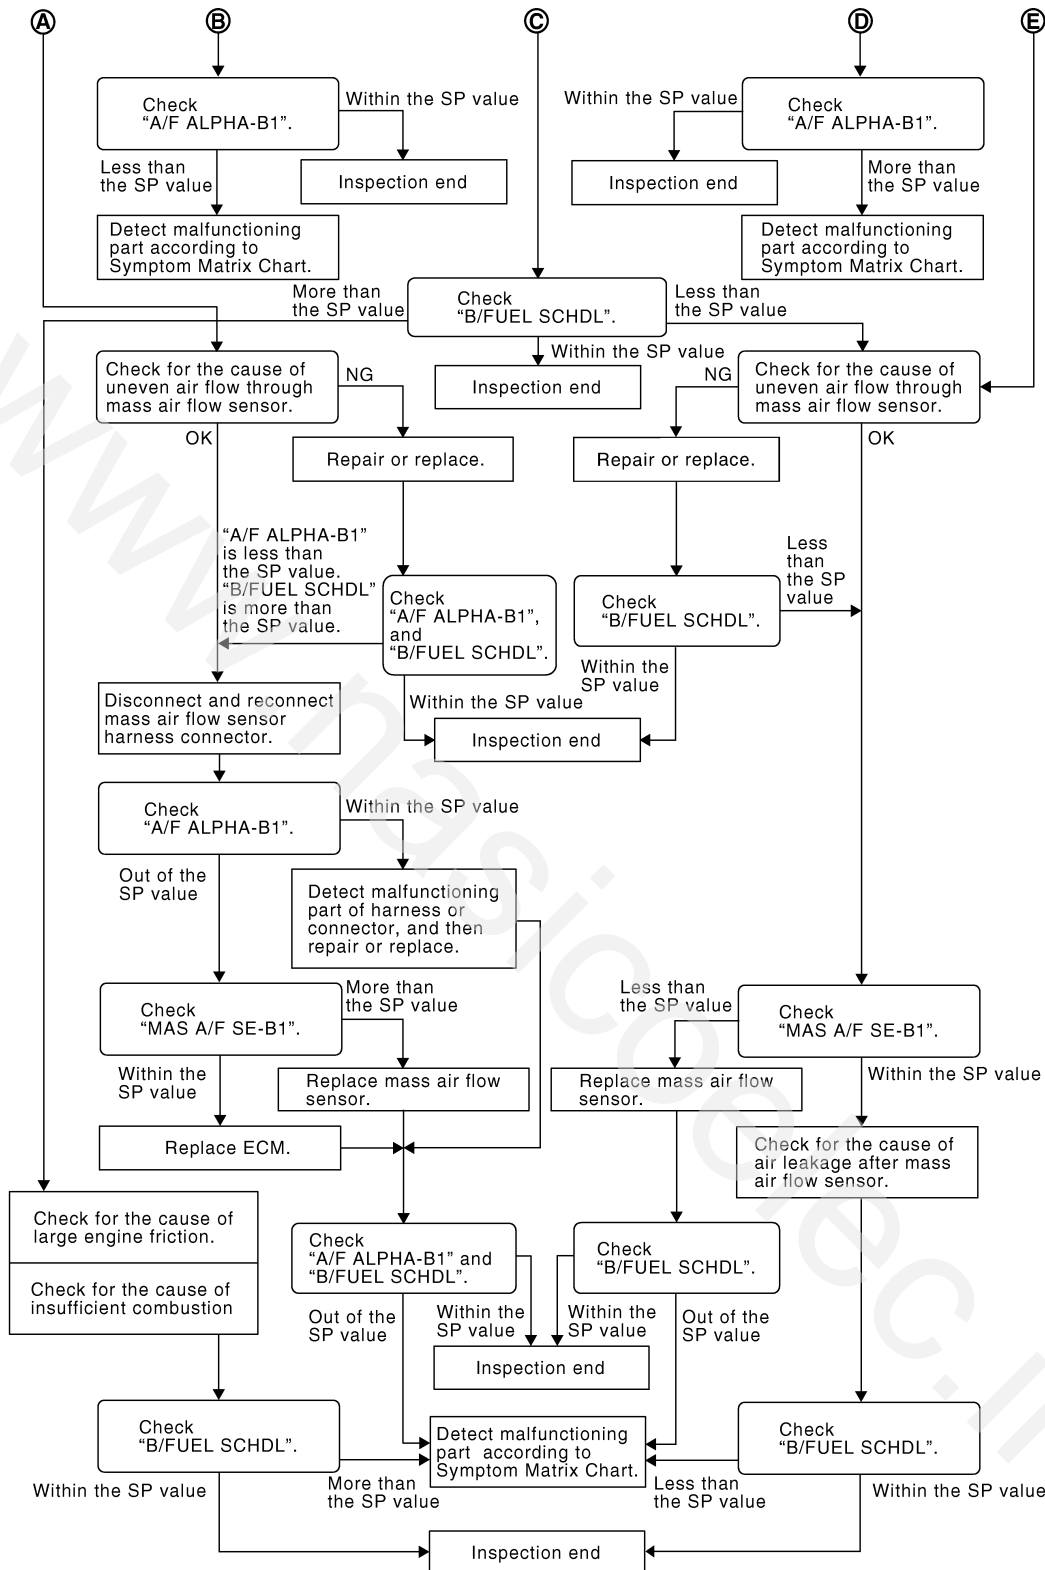 A
B
C
D
E
Check
“A/F ALPHA-B1”.
Within the SP value
Less than
the SP value
Inspection end
Detect malfunctioning
part according to
Symptom Matrix Chart.
Within the SP value
Check
“A/F ALPHA-B1”.
Inspection end
More than
the SP value
Detect malfunctioning
part according to
Symptom Matrix Chart.
More than
the SP value
Check
“B/FUEL SCHDL”.
Less than
the SP value
Within the SP value
Inspection end
Check for the cause of
uneven air flow through
mass air flow sensor.
NG
OK
Repair or replace.
NG
Check for the cause of
uneven air flow through
mass air flow sensor.
OK
Repair or replace.
“A/F ALPHA-B1”
is less than
the SP value.
“B/FUEL SCHDL”
is more than
the SP value.
Check
“A/F ALPHA-B1”,
and
“B/FUEL SCHDL”.
Check
“B/FUEL SCHDL”.
Less
than
the SP
value
Within the
SP value
Within the SP value
Inspection end
Disconnect and reconnect
mass air flow sensor
harness connector.
Check
“A/F ALPHA-B1”.
Within the SP value
Out of the
SP value
Detect malfunctioning
part of harness or
connector, and then
repair or replace.
Check
“MAS A/F SE-B1”.
More than
the SP value
Within the
SP value
Replace mass air flow
sensor.
Replace ECM.
Less than
the SP value
Check
“MAS A/F SE-B1”.
Replace mass air flow
sensor.
Within the SP value
Check for the cause of
air leakage after mass
air flow sensor.
Check for the cause of
large engine friction.
Check for the cause of
insufficient combustion
Check
“A/F ALPHA-B1” and
“B/FUEL SCHDL”.
Check
“B/FUEL SCHDL”.
Out of the
SP value
Within the
SP value
Within the
SP value
Out of the
SP value
Inspection end
Check
“B/FUEL SCHDL”.
Detect malfunctioning
part  according to
Symptom Matrix Chart.
Check
“B/FUEL SCHDL”.
Within the SP value
More than
the SP value
Less than
the SP value
Within the SP value
Inspection end